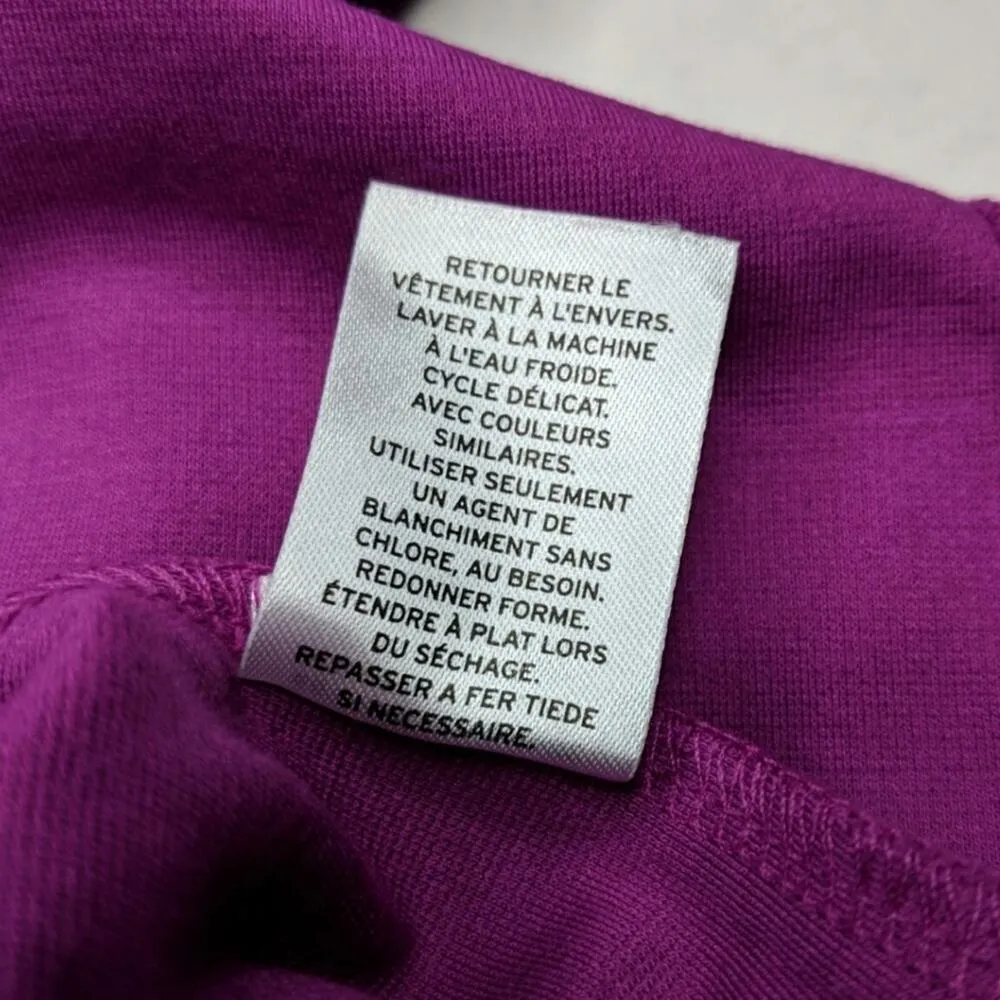 RETOURNER LE
VÊTEMENT À L'ENVERS.
LAVER À LA MACHINE
À L'EAU FROIDE.
CYCLE DÉLICAT.
AVEC COULEURS
SIMILAIRES.
UTILISER SEULEMENT
UN AGENT DE
BLANCHIMENT SANS
CHLORE, AU BESOIN.
REDONNER FORME.
ÉTENDRE À PLAT LORS
DU SÉCHAGE.
REPASSER A FER TIEDE
SI NECESSAIRE.